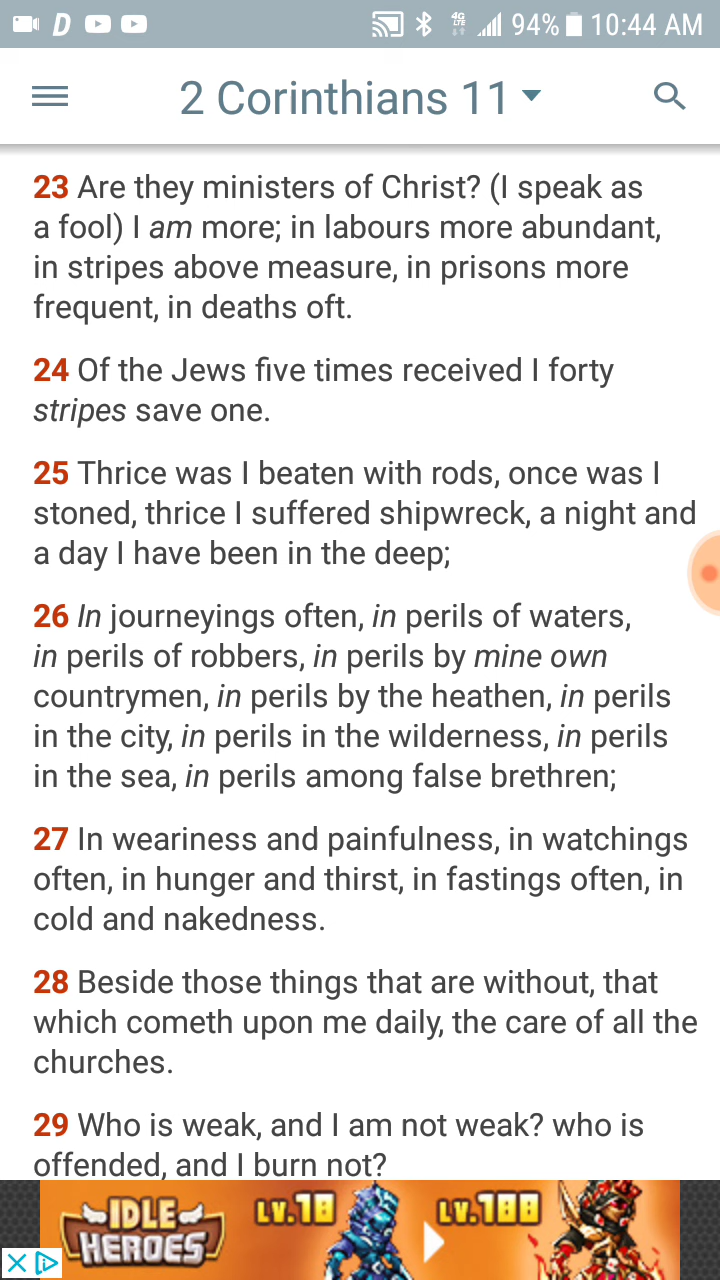 D 4G LTE 94% 10:44 AM
2 Corinthians 11
23 Are they ministers of Christ? (I speak as
a fool) I am more; in labours more abundant,
in stripes above measure, in prisons more
frequent, in deaths oft.
24 Of the Jews five times received I forty
stripes save one.
25 Thrice was I beaten with rods, once was I
stoned, thrice I suffered shipwreck, a night and
a day I have been in the deep;
26 In journeyings often, in perils of waters,
in perils of robbers, in perils by mine own
countrymen, in perils by the heathen, in perils
in the city, in perils in the wilderness, in perils
in the sea, in perils among false brethren;
27 In weariness and painfulness, in watchings
often, in hunger and thirst, in fastings often, in
cold and nakedness.
28 Beside those things that are without, that
which cometh upon me daily, the care of all the
churches.
29 Who is weak, and I am not weak? who is
offended, and I burn not?
IDLE LV.10 LV.100
HEROES